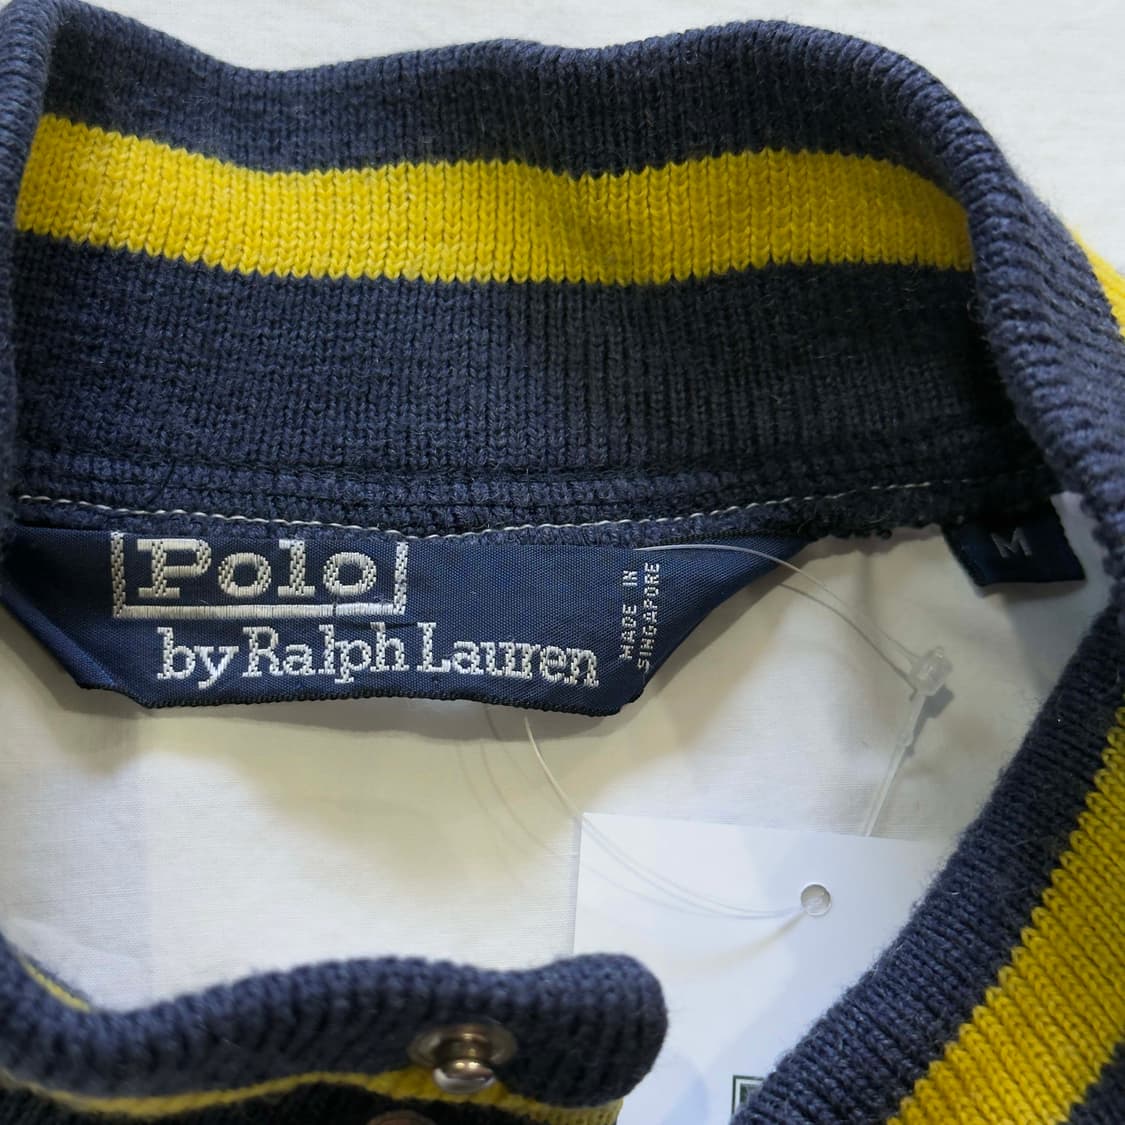 Polo
by Ralph Lauren
MADE IN
SINGAPORE
M